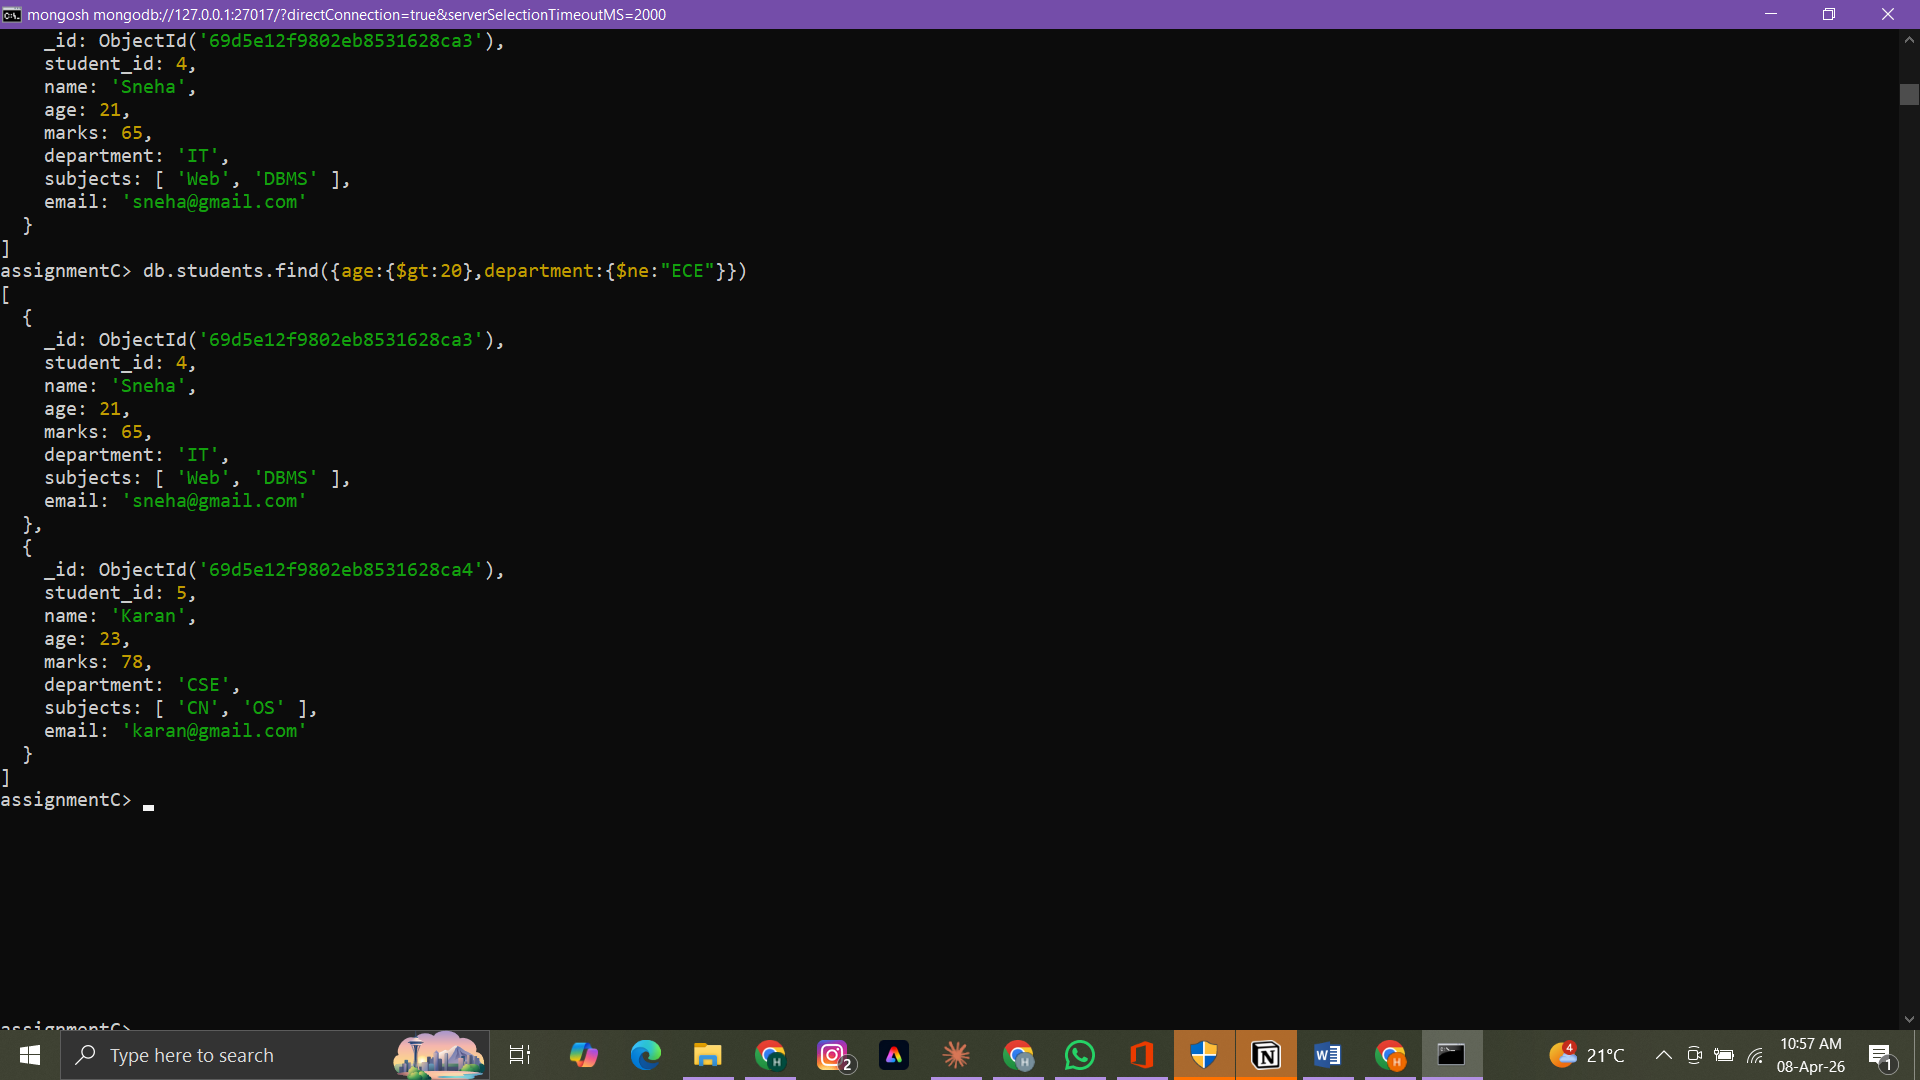 mongosh mongodb://127.0.0.1:27017/?directConnection=true&serverSelectionTimeoutMS=2000
_id: ObjectId('69d5e12f9802eb8531628ca3'),
student_id: 4,
name: 'Sneha',
age: 21,
marks: 65,
department: 'IT',
subjects: [ 'Web', 'DBMS' ],
email: 'sneha@gmail.com'
}
]
assignmentC> db.students.find({age:{$gt:20},department:{$ne:"ECE"}})
[
{
_id: ObjectId('69d5e12f9802eb8531628ca3'),
student_id: 4,
name: 'Sneha',
age: 21,
marks: 65,
department: 'IT',
subjects: [ 'Web', 'DBMS' ],
email: 'sneha@gmail.com'
},
{
_id: ObjectId('69d5e12f9802eb8531628ca4'),
student_id: 5,
name: 'Karan',
age: 23,
marks: 78,
department: 'CSE',
subjects: [ 'CN', 'OS' ],
email: 'karan@gmail.com'
}
]
assignmentC>
assignmentC>
Type here to search
2
4
21°C
10:57 AM
08-Apr-26
1